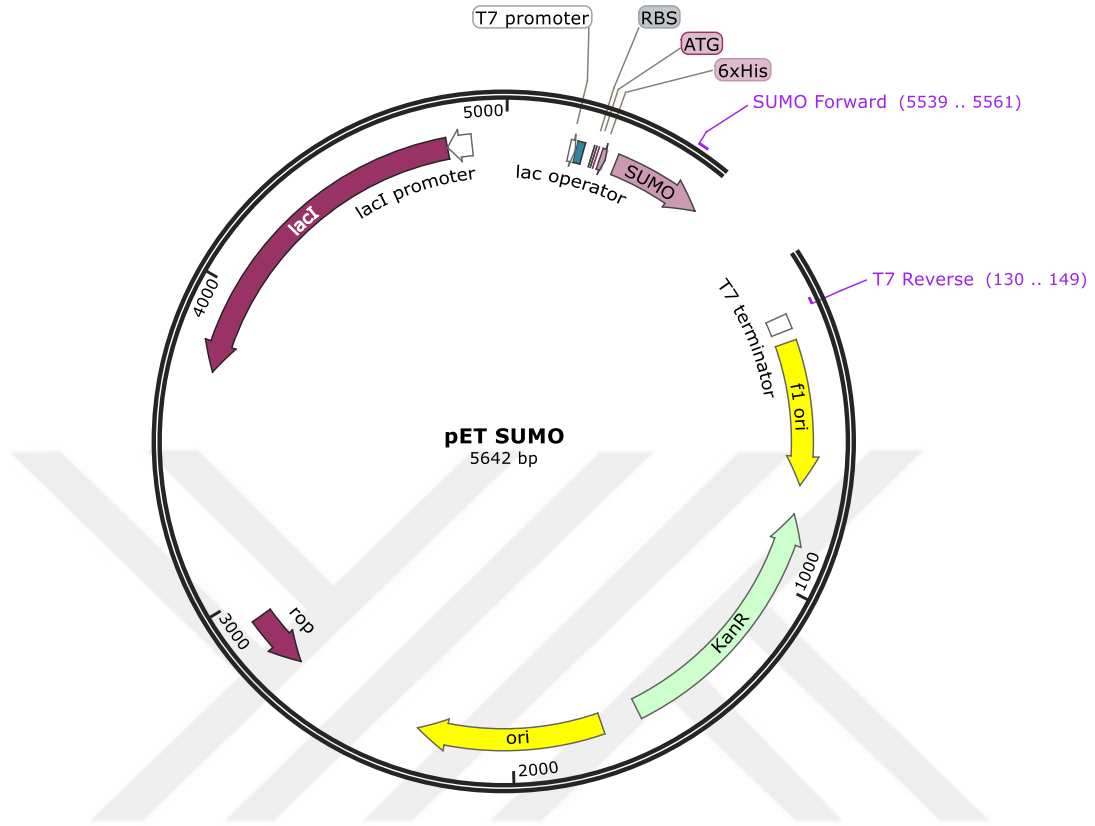 T7 promoter
RBS
ATG
6xHis
SUMO Forward (5539 .. 5561)
5000
lac operator
SUMO
lacI promoter
lacI
4000
T7 Reverse (130 .. 149)
T7 terminator
f1 ori
pET SUMO
5642 bp
1000
KanR
rop
3000
ori
2000